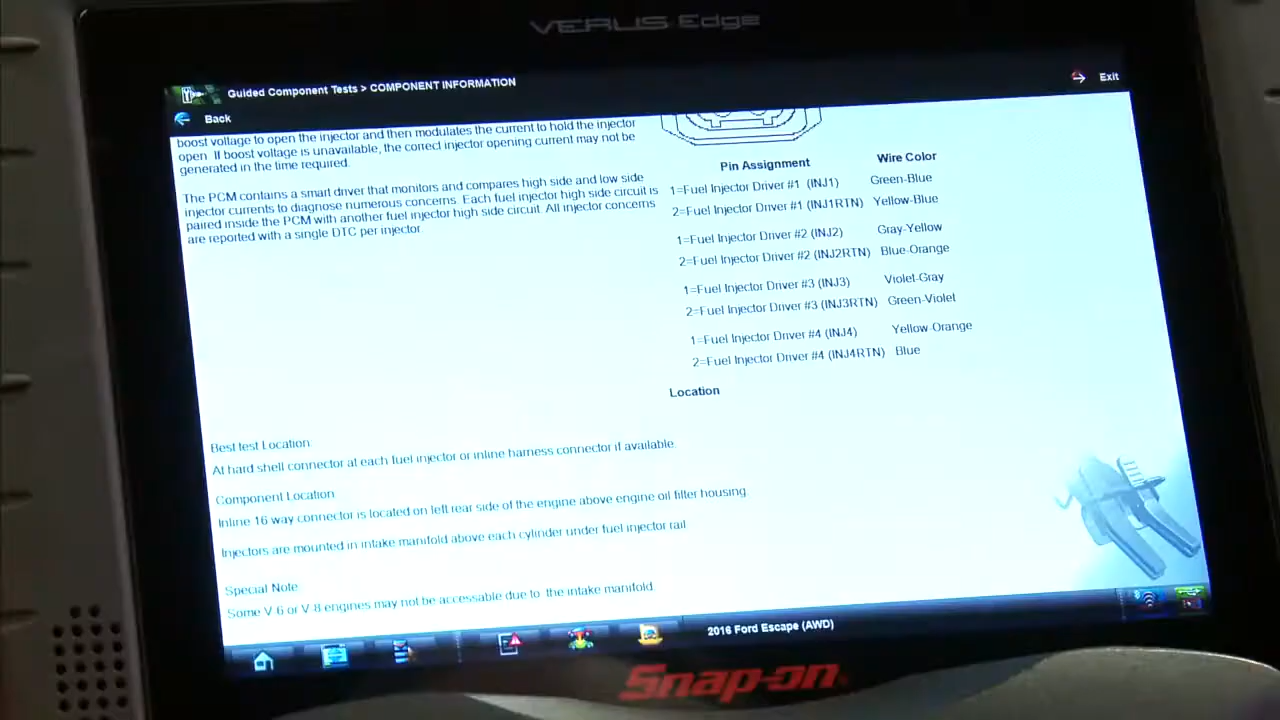 VERUS Edge
Guided Component Tests > COMPONENT INFORMATION
Exit
Back
boost voltage to open the injector and then modulates the current to hold the injector
open. If boost voltage is unavailable, the correct injector opening current may not be
generated in the time required.
The PCM contains a smart driver that monitors and compares high side and low side
injector currents to diagnose numerous concerns. Each fuel injector high side circuit is
paired inside the PCM with another fuel injector high side circuit. All injector concerns
are reported with a single DTC per injector.
Pin Assignment Wire Color
1=Fuel Injector Driver #1 (INJ1) Green-Blue
2=Fuel Injector Driver #1 (INJ1RTN) Yellow-Blue
1=Fuel Injector Driver #2 (INJ2) Gray-Yellow
2=Fuel Injector Driver #2 (INJ2RTN) Blue-Orange
1=Fuel Injector Driver #3 (INJ3) Violet-Gray
2=Fuel Injector Driver #3 (INJ3RTN) Green-Violet
1=Fuel Injector Driver #4 (INJ4) Yellow-Orange
2=Fuel Injector Driver #4 (INJ4RTN) Blue
Location
Best test Location:
At hard shell connector at each fuel injector or inline harness connector if available.
Component Location
Inline 16 way connector is located on left rear side of the engine above engine oil filter housing.
Injectors are mounted in intake manifold above each cylinder under fuel injector rail
Special Note
Some V 6 or V 8 engines may not be accessable due to the intake manifold.
2016 Ford Escape (AWD)
Snap-on